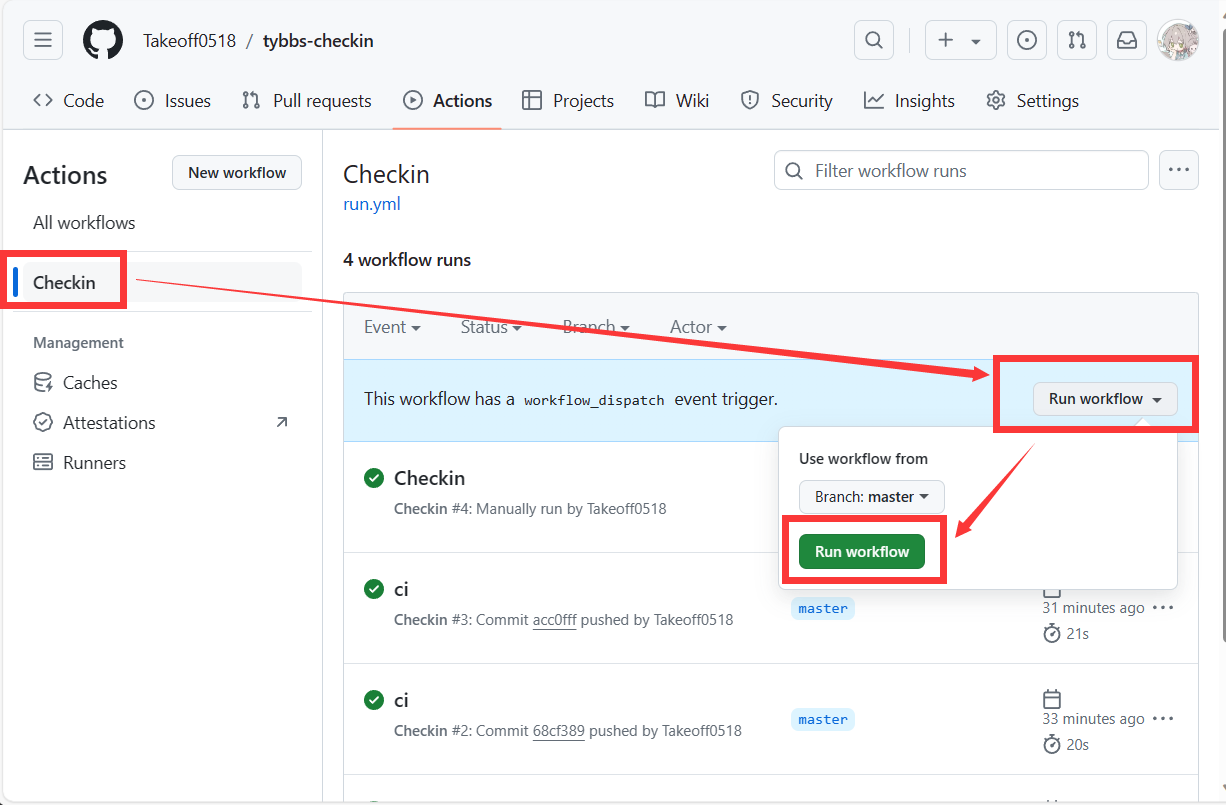 Takeoff0518 / tybbs-checkin
Code Issues Pull requests Actions Projects Wiki Security Insights Settings
Actions
New workflow
All workflows
Checkin
Management
Caches
Attestations
Runners
Checkin
run.yml
Filter workflow runs
4 workflow runs
Event Status Branch Actor
This workflow has a workflow_dispatch event trigger.
Run workflow
Use workflow from
Branch: master
Run workflow
Checkin
Checkin #4: Manually run by Takeoff0518
ci
Checkin #3: Commit acc0fff pushed by Takeoff0518
master
31 minutes ago
21s
ci
Checkin #2: Commit 68cf389 pushed by Takeoff0518
master
33 minutes ago
20s